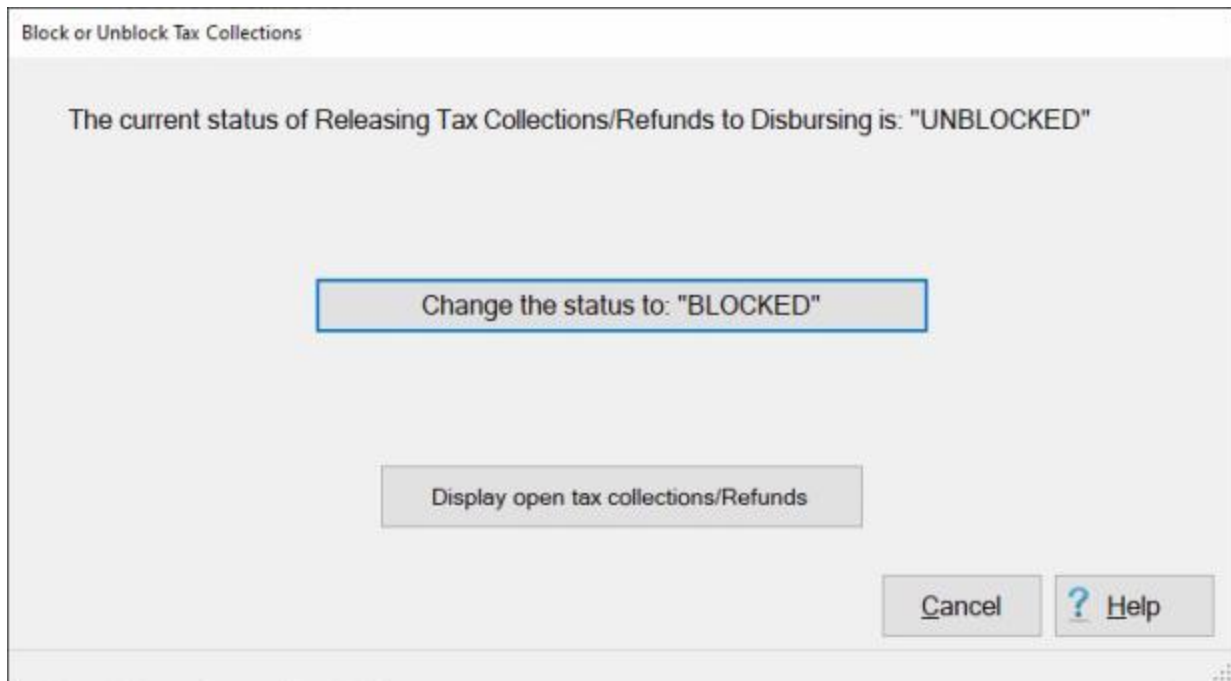 Block or Unblock Tax Collections
The current status of Releasing Tax Collections/Refunds to Disbursing is: "UNBLOCKED"
Change the status to: "BLOCKED"
Display open tax collections/Refunds
Cancel
? Help